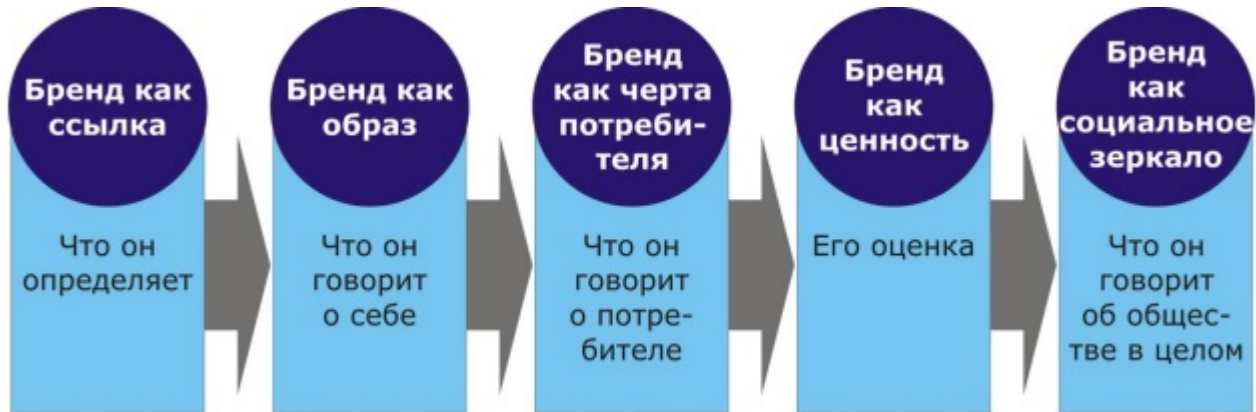 Бренд как
ссылка
Что он
определяет
Бренд как
образ
Что он
говорит
о себе
Бренд
как черта
потреби-
теля
Что он
говорит
о потре-
бителе
Бренд
как
ценность
Его оценка
Бренд
как
социальное
зеркало
Что он
говорит
об общес-
тве в целом